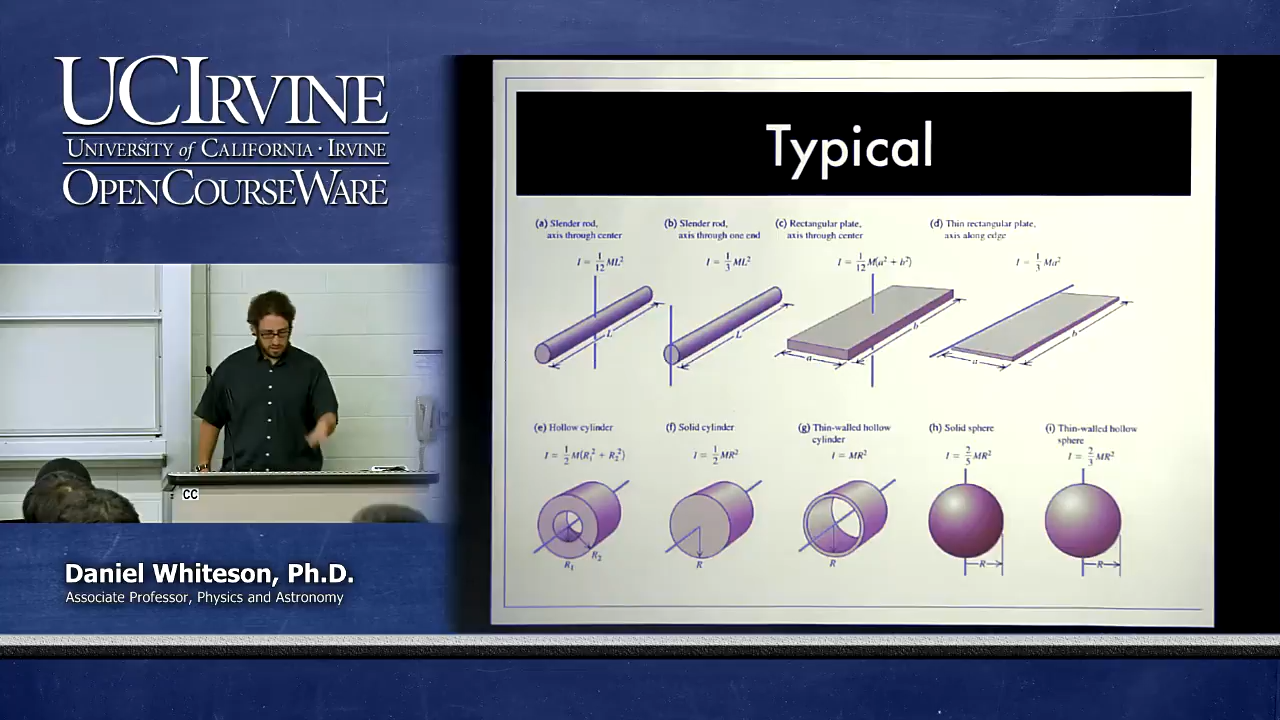 UCIRVINE
UNIVERSITY of CALIFORNIA · IRVINE
OPENCOURSEWARE
Typical
(a) Slender rod,
axis through center
I = 1/12 ML²
L
(b) Slender rod,
axis through one end
I = 1/3 ML²
L
(c) Rectangular plate,
axis through center
I = 1/12 M(a² + b²)
b
a
(d) Thin rectangular plate,
axis along edge
I = 1/3 Ma²
b
a
(e) Hollow cylinder
I = 1/2 M(R₁² + R₂²)
R₂
R₁
(f) Solid cylinder
I = 1/2 MR²
R
(g) Thin-walled hollow
cylinder
I = MR²
R
(h) Solid sphere
I = 2/5 MR²
R
(i) Thin-walled hollow
sphere
I = 2/3 MR²
R
CC
Daniel Whiteson, Ph.D.
Associate Professor, Physics and Astronomy